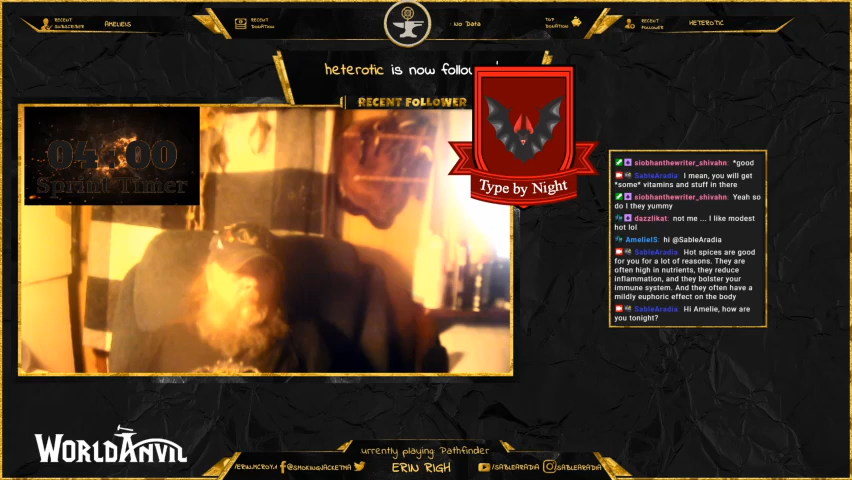 RECENT SUBSCRIBER
AMELIEIS
RECENT DONATION
: No Data
TOP DONATION
RECENT FOLLOWER
HETEROTIC
heterotic is now follow
RECENT FOLLOWER
04:00
Sprint Timer
Type by Night
siobhanthewriter_shivahn: *good
SableAradia: I mean, you will get
*some* vitamins and stuff in there
siobhanthewriter_shivahn: Yeah so
do I they yummy
dazzlikat: not me ... I like modest
hot lol
AmelieIS: hi @SableAradia
SableAradia: Hot spices are good
for you for a lot of reasons. They are
often high in nutrients, they reduce
inflammation, and they bolster your
immune system. And they often have a
mildly euphoric effect on the body
SableAradia: Hi Amelie, how are
you tonight?
WORLDANVIL
urrently playing Pathfinder
/ERIN.MCROY.1
@SMOKINGJACKETMA
ERIN RIGH
/SABLEARADIA
/SABLEARADIA